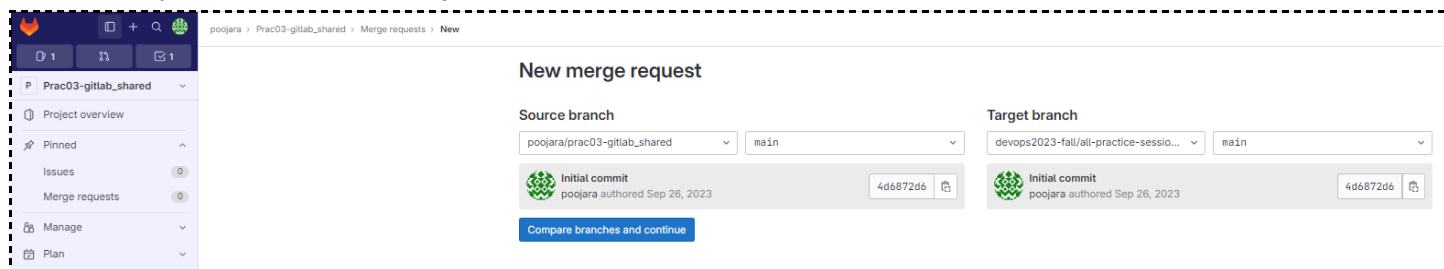 poojara > Prac03-gitlab_shared > Merge requests > New
1
1
P Prac03-gitlab_shared
Project overview
Pinned
Issues 0
Merge requests 0
Manage
Plan
New merge request
Source branch
poojara/prac03-gitlab_shared main
Initial commit
poojara authored Sep 26, 2023
4d6872d6
Compare branches and continue
Target branch
devops2023-fall/all-practice-sessio... main
Initial commit
poojara authored Sep 26, 2023
4d6872d6